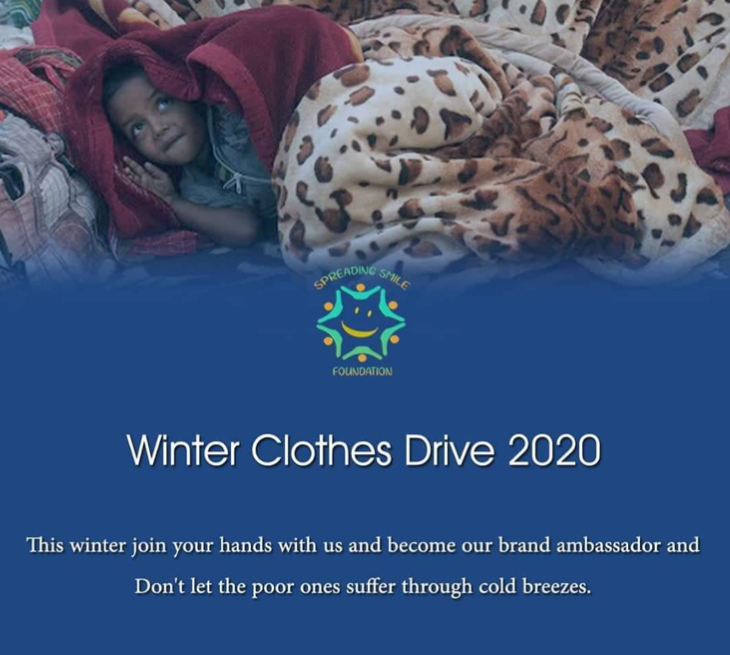 SPREADING SMILE
FOUNDATION
Winter Clothes Drive 2020
This winter join your hands with us and become our brand ambassador and
Don't let the poor ones suffer through cold breezes.